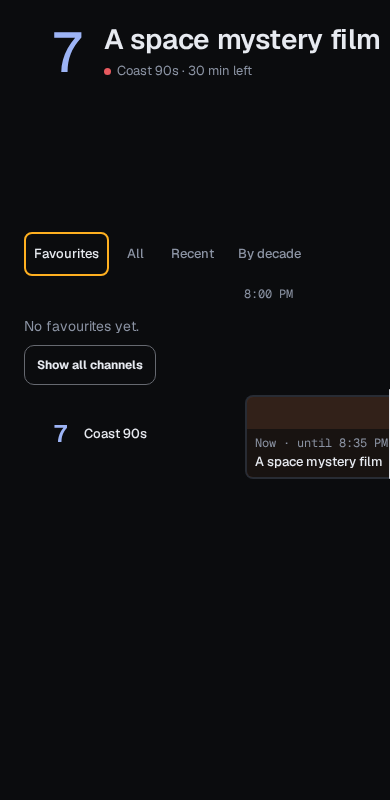 7
A space mystery film
Coast 90s · 30 min left
Favourites All Recent By decade
8:00 PM
No favourites yet.
Show all channels
7 Coast 90s
Now · until 8:35 PM
A space mystery film